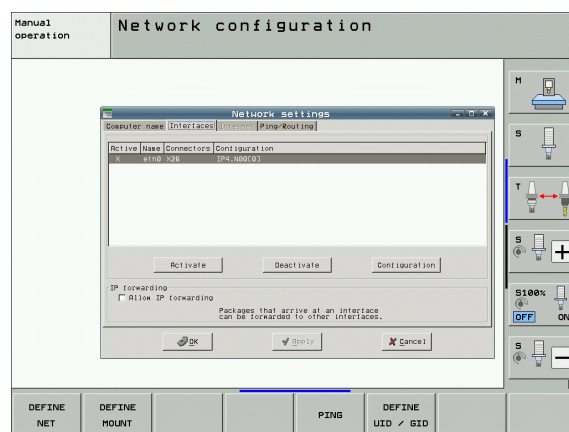 Manual
operation
Network configuration
Network settings
Computer name Interfaces Internet Ping/Routing
Active Name Connectors Configuration
X eth0 X26 IP4.N00[0]
Activate Deactivate Configuration
IP forwarding
Allow IP forwarding
Packages that arrive at an interface
can be forwarded to other interfaces.
OK Apply Cancel
M
S
T
S
S100%
OFF ON
S
DEFINE
NET
DEFINE
MOUNT
PING
DEFINE
UID / GID